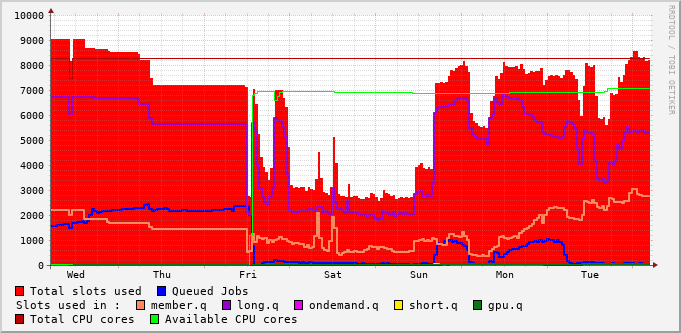 10000
9000
8000
7000
6000
5000
4000
3000
2000
1000
0
Wed Thu Fri Sat Sun Mon Tue
Total slots used Queued Jobs
Slots used in : member.q long.q ondemand.q short.q gpu.q
Total CPU cores Available CPU cores
RRDTOOL / TOBI OETIKER